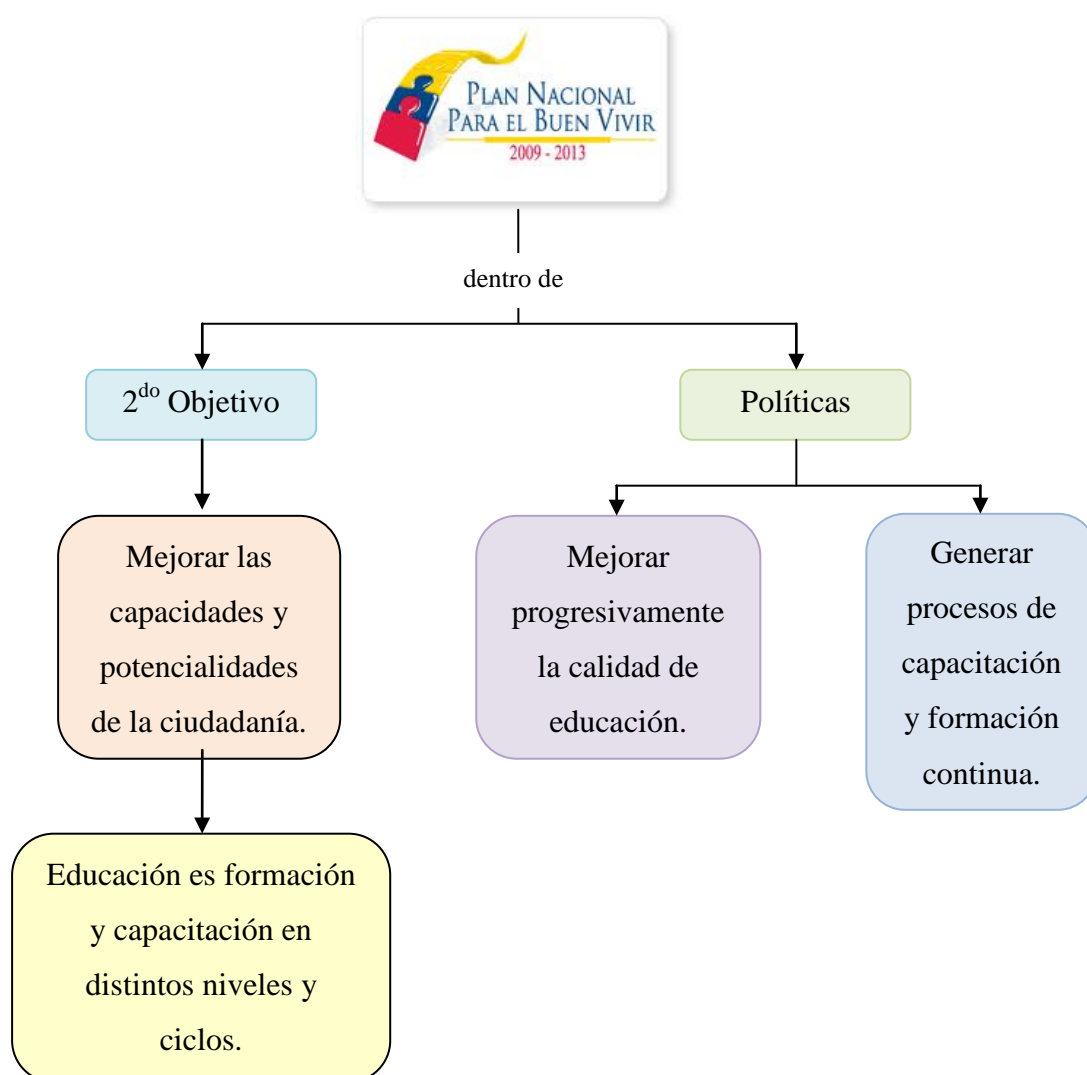 PLAN NACIONAL
PARA EL BUEN VIVIR
2009 - 2013
dentro de
2do Objetivo
Políticas
Mejorar las
capacidades y
potencialidades
de la ciudadanía.
Mejorar
progresivamente
la calidad de
educación.
Generar
procesos de
capacitación
y formación
continua.
Educación es formación
y capacitación en
distintos niveles y
ciclos.